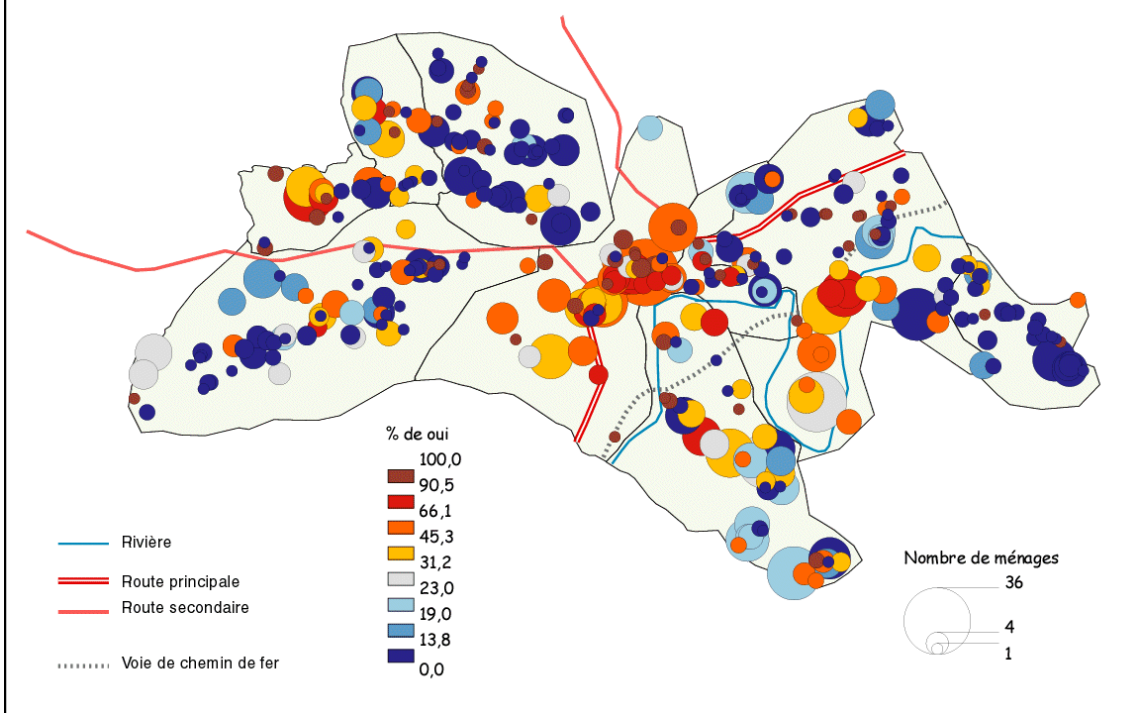 % de oui
100,0
90,5
66,1
45,3
31,2
23,0
19,0
13,8
0,0
Rivière
Route principale
Route secondaire
Voie de chemin de fer
Nombre de ménages
36
4
1